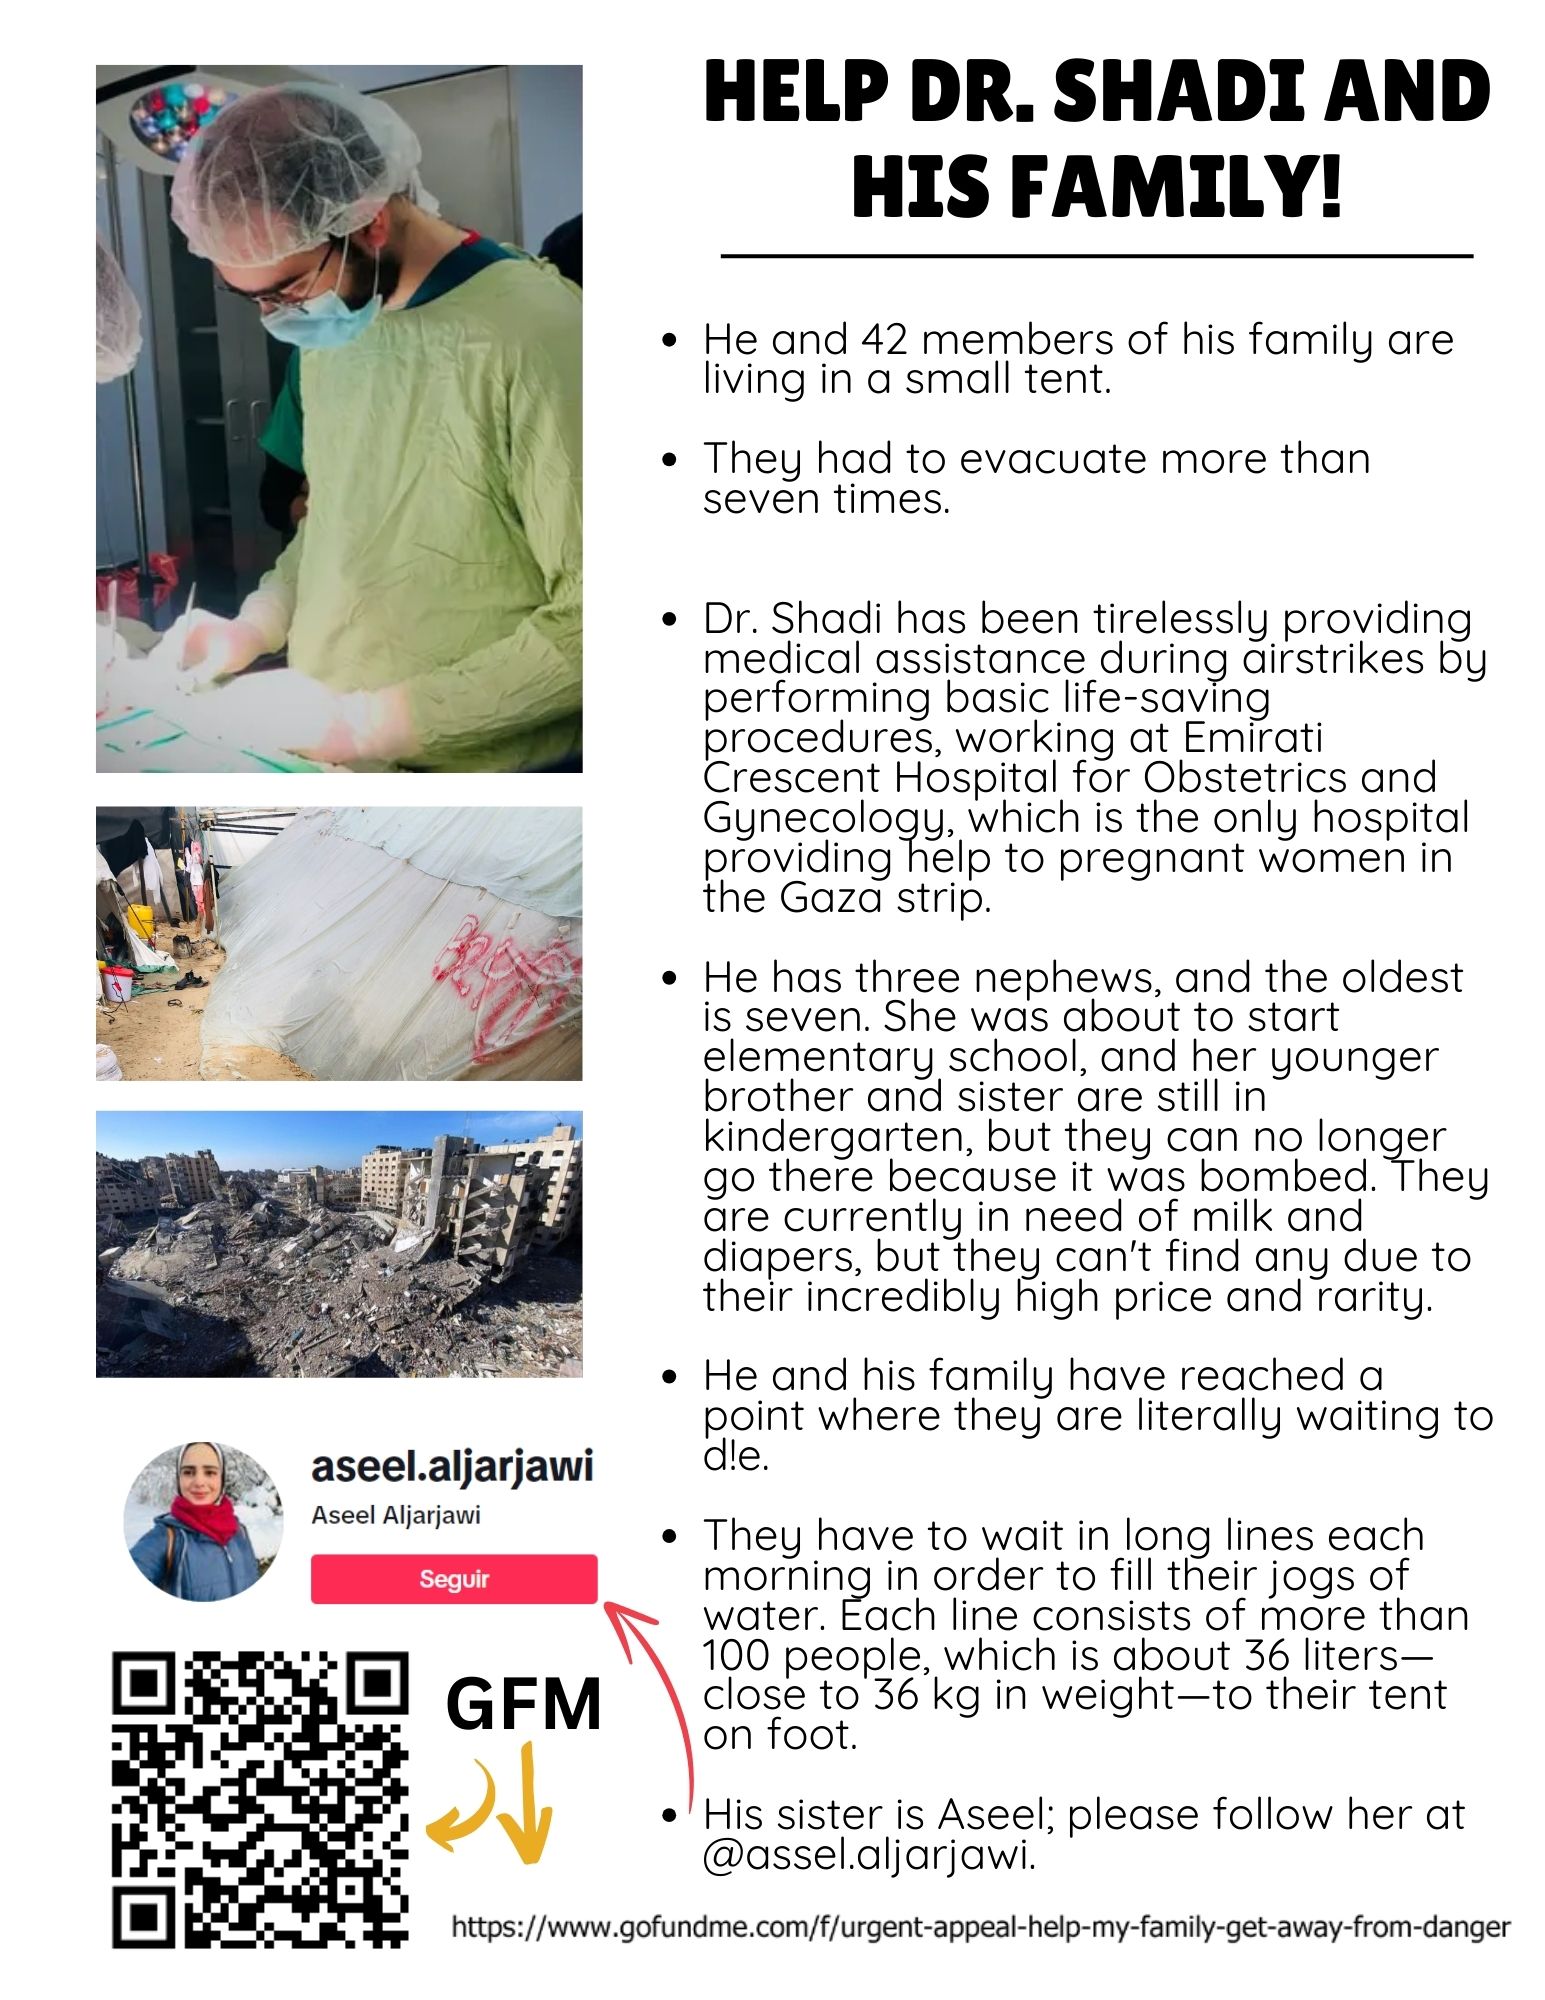 HELP DR. SHADI AND
HIS FAMILY!
He and 42 members of his family are
living in a small tent.
They had to evacuate more than
seven times.
Dr. Shadi has been tirelessly providing
medical assistance during airstrikes by
performing basic life-saving
procedures, working at Emirati
Crescent Hospital for Obstetrics and
Gynecology, which is the only hospital
providing help to pregnant women in
the Gaza strip.
He has three nephews, and the oldest
is seven. She was about to start
elementary school, and her younger
brother and sister are still in
kindergarten, but they can no longer
go there because it was bombed. They
are currently in need of milk and
diapers, but they can't find any due to
their incredibly high price and rarity.
He and his family have reached a
point where they are literally waiting to
d!e.
They have to wait in long lines each
morning in order to fill their jogs of
water. Each line consists of more than
100 people, which is about 36 liters—
close to 36 kg in weight—to their tent
on foot.
His sister is Aseel; please follow her at
@assel.aljarjawi.
aseel.aljarjawi
Aseel Aljarjawi
Seguir
GFM
https://www.gofundme.com/f/urgent-appeal-help-my-family-get-away-from-danger